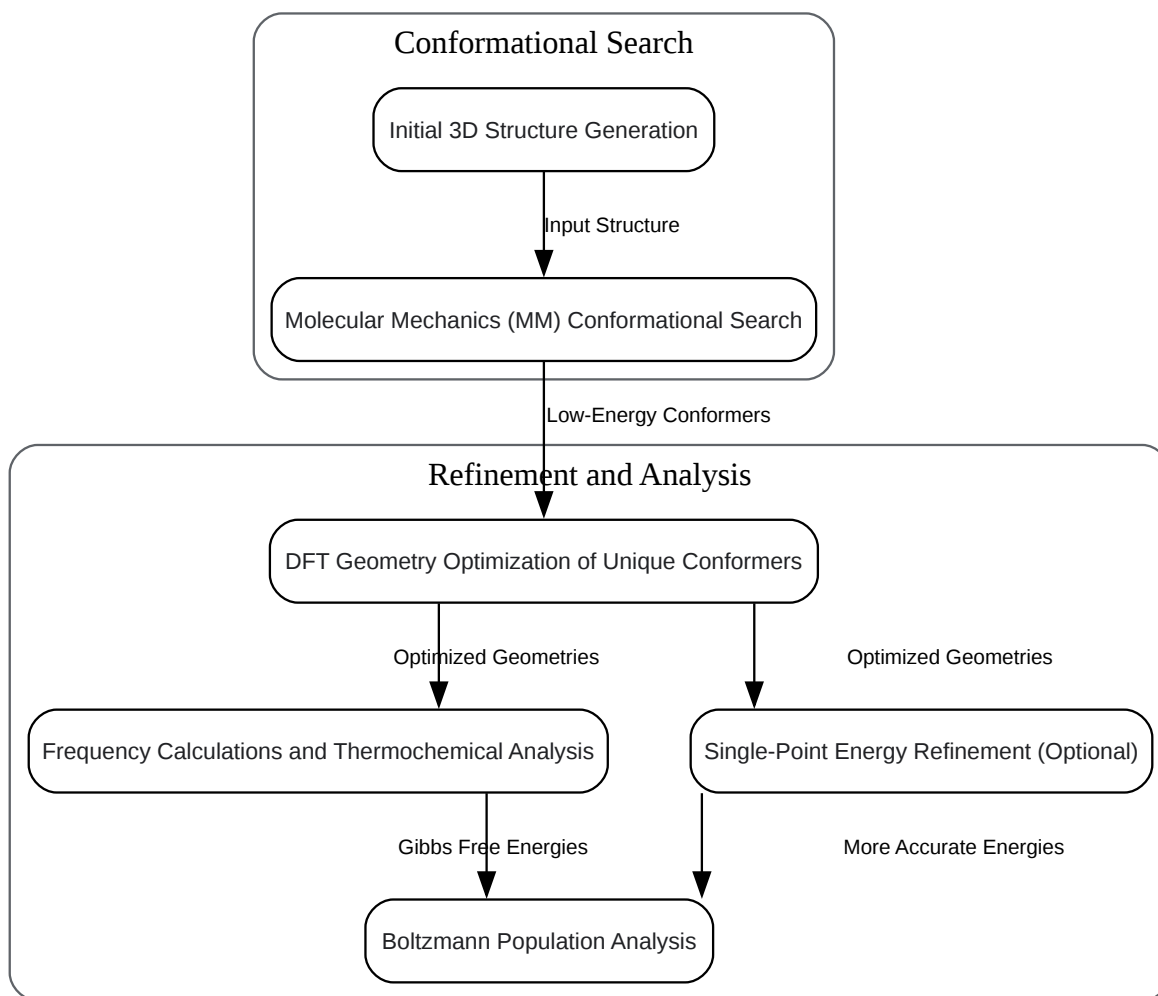 Conformational Search
Initial 3D Structure Generation
Input Structure
Molecular Mechanics (MM) Conformational Search
Low-Energy Conformers
Refinement and Analysis
DFT Geometry Optimization of Unique Conformers
Optimized Geometries
Optimized Geometries
Frequency Calculations and Thermochemical Analysis
Single-Point Energy Refinement (Optional)
Gibbs Free Energies
More Accurate Energies
Boltzmann Population Analysis